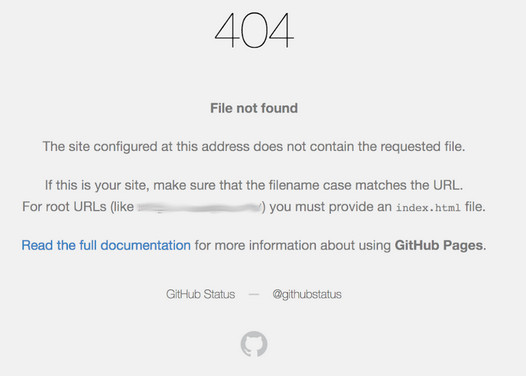 404
File not found
The site configured at this address does not contain the requested file.
If this is your site, make sure that the filename case matches the URL.
For root URLs (like /) you must provide an index.html file.
Read the full documentation for more information about using GitHub Pages.
GitHub Status — @githubstatus